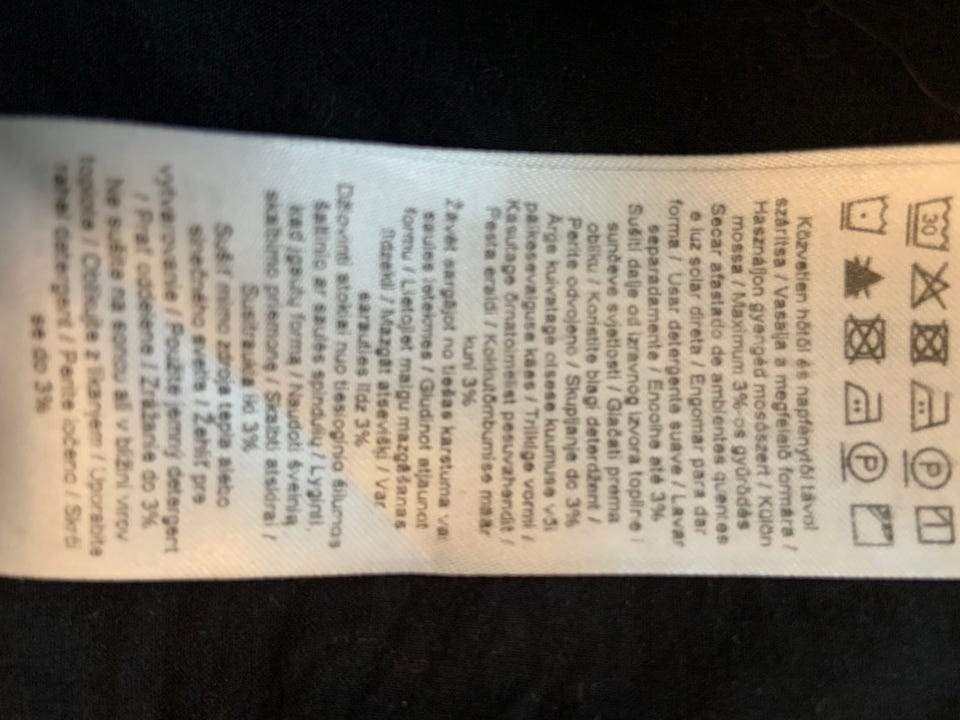 30
P
P
Közvetlen hőtől és napfénytől távol
szárítsa / Vasalja a megfelelő formára /
Használjon gyengéd mosószert / Külön
mossa / Maximum 3%-os gyűrődés
Secar afastado de ambientes quentes
e luz solar direta / Engomar para dar
forma / Usar detergente suave / Lavar
separadamente / Encolhe até 3%
Sušiti dalje od izravnog izvora topline i
sunčeve svjetlosti / Glačati prema
obliku / Koristite blagi deterdžent /
Perite odvojeno / Skupljanje do 3%
Ärge kuivatage otsese kuumuse või
päikesevalguse käes / Triikige vormi /
Kasutage õrnatoimelist pesuvahendit /
Pesta eraldi / Kokkutõmbumise määr
kuni 3%
Žāvēt sargājot no tiešas karstuma vai
saules ietekmes / Gludinot atjaunot
formu / Lietojiet maigu mazgāšanas
līdzekli / Mazgāt atsevišķi / Var
sarauties līdz 3%
Džiovinti atokiai nuo tiesioginio šilumos
šaltinio ar saulės spindulių / Lyginti,
kad įgautų formą / Naudoti švelnią
skalbimo priemonę / Skalbti atskirai /
Susitraukia iki 3%
Sušiť mimo zdroja tepla alebo
slnečného svetla / Žehliť pre
vytvarovanie / Použite jemný detergent
/ Prať oddelene / Zrážanie do 3%
Ne sušite na soncu ali v bližini virov
toplote / Oblikujte z likanjem / Uporabite
detergent / Perite ločeno / Skrči
se do 3%